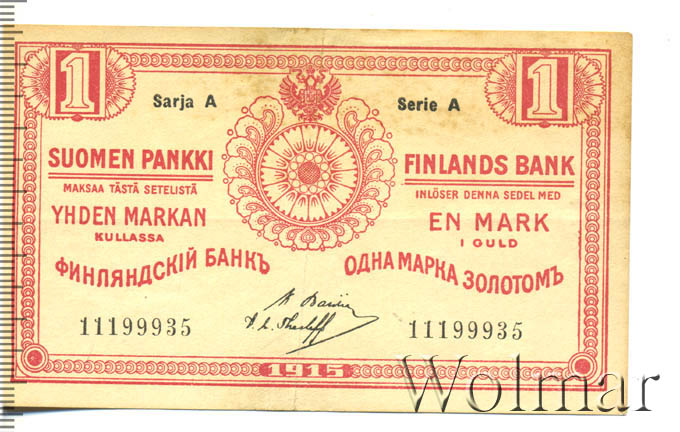 1
1
Sarja A
Serie A
SUOMEN PANKKI
MAKSAA TÄSTÄ SETELISTÄ
YHDEN MARKAN
KULLASSA
FINLANDS BANK
INLÖSER DENNA SEDEL MED
EN MARK
I GULD
ФИНЛЯНДСКІЙ БАНКЪ
ОДНА МАРКА ЗОЛОТОМЪ
11199935
11199935
1915
Wolmar